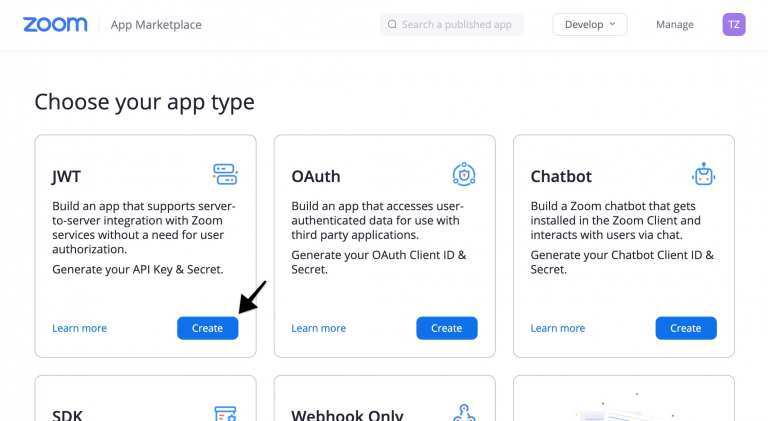 zoom App Marketplace Search a published app Develop Manage TZ
Choose your app type
JWT
Build an app that supports server-
to-server integration with Zoom
services without a need for user
authorization.
Generate your API Key & Secret.
Learn more Create
OAuth
Build an app that accesses user-
authenticated data for use with
third party applications.
Generate your OAuth Client ID &
Secret.
Learn more Create
Chatbot
Build a Zoom chatbot that gets
installed in the Zoom Client and
interacts with users via chat.
Generate your Chatbot Client ID &
Secret.
Learn more Create
SDK
Webhook Only